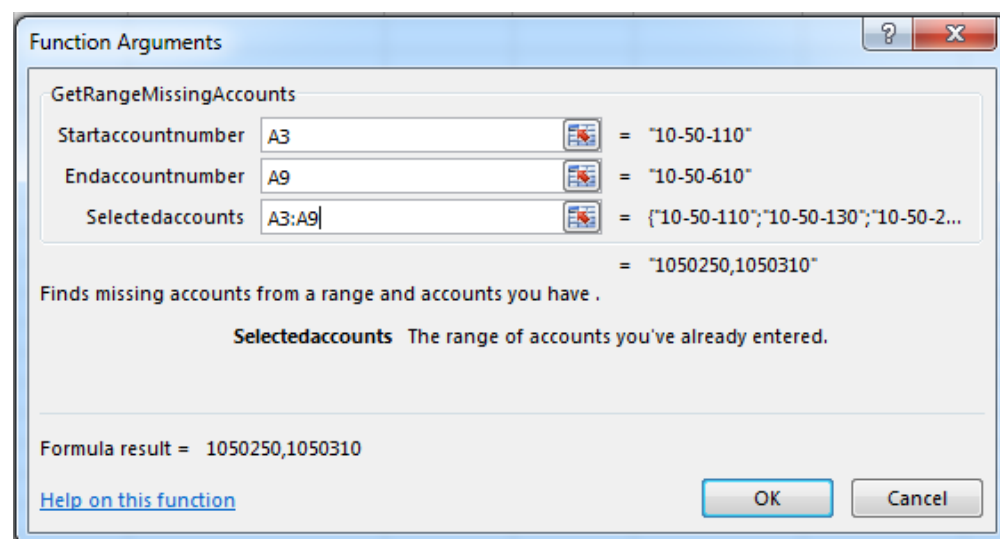 Function Arguments
GetRangeMissingAccounts
Startaccountnumber A3 = "10-50-110"
Endaccountnumber A9 = "10-50-610"
Selectedaccounts A3:A9 = {"10-50-110";"10-50-130";"10-50-2...
= "1050250,1050310"
Finds missing accounts from a range and accounts you have .
Selectedaccounts The range of accounts you've already entered.
Formula result = 1050250,1050310
Help on this function
OK Cancel